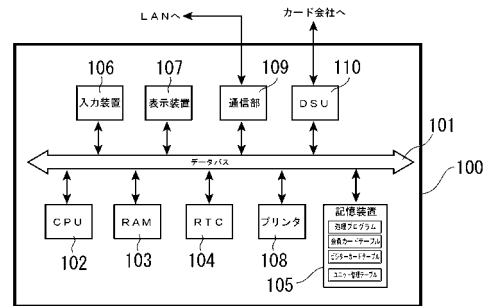 LANへ
カード会社へ
106
107
109
110
入力装置
表示装置
通信部
DSU
101
データバス
100
CPU
RAM
RTC
プリンタ
記憶装置
処理プログラム
会員カードテーブル
ビジターカードテーブル
ユニット管理テーブル
102
103
104
108
105